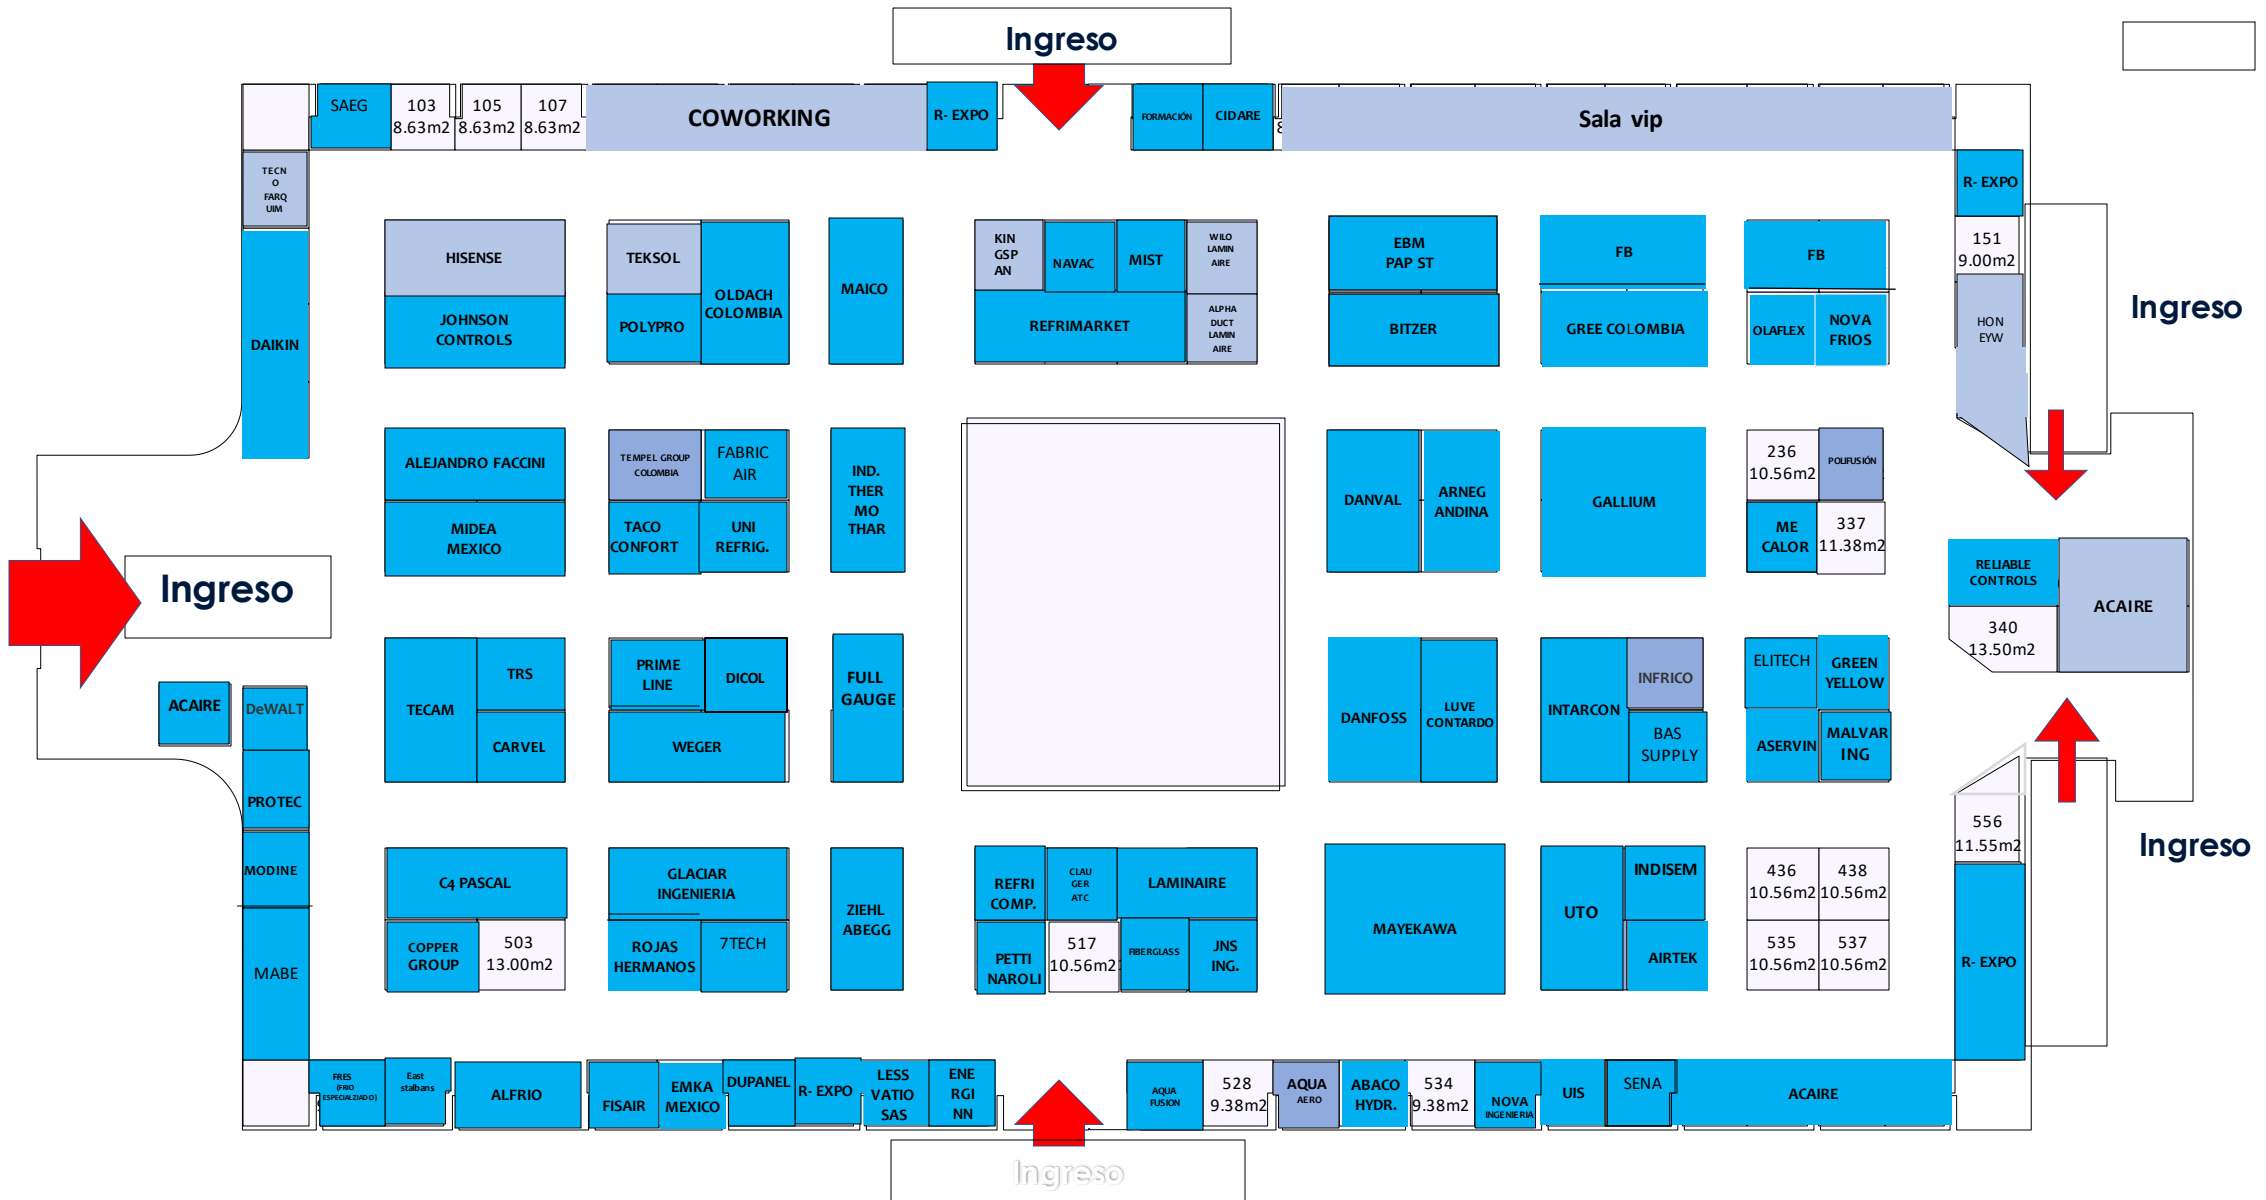 Ingreso
SAEG
103
8.63m2
105
8.63m2
107
8.63m2
COWORKING
R- EXPO
FORMACIÓN
CIDARE
Sala vip
TECN
O
FARQ
UIM
R- EXPO
HISENSE
TEKSOL
OLDACH
COLOMBIA
MAICO
KIN
GSP
AN
NAVAC
MIST
WILO
LAMIN
AIRE
EBM
PAP ST
FB
FB
151
9.00m2
DAIKIN
JOHNSON
CONTROLS
POLYPRO
REFRIMARKET
ALPHA
DUCT
LAMIN
AIRE
BITZER
GREE COLOMBIA
OLAFLEX
NOVA
FRIOS
HON
EYW
Ingreso
ALEJANDRO FACCINI
TEMPEL GROUP
COLOMBIA
FABRIC
AIR
IND.
THER
MO
THAR
DANVAL
ARNEG
ANDINA
GALLIUM
236
10.56m2
POLIFUSIÓN
MIDEA
MEXICO
TACO
CONFORT
UNI
REFRIG.
ME
CALOR
337
11.38m2
Ingreso
RELIABLE
CONTROLS
ACAIRE
340
13.50m2
ACAIRE
DeWALT
TECAM
TRS
PRIME
LINE
DICOL
FULL
GAUGE
DANFOSS
LUVE
CONTARDO
INTARCON
INFRICO
ELITECH
GREEN
YELLOW
CARVEL
WEGER
BAS
SUPPLY
ASERVIN
MALVAR
ING
PROTEC
MODINE
556
11.55m2
Ingreso
C4 PASCAL
GLACIAR
INGENIERIA
ZIEHL
ABEGG
REFRI
COMP.
CLAU
GER
ATC
LAMINAIRE
MAYEKAWA
UTO
INDISEM
436
10.56m2
438
10.56m2
COPPER
GROUP
503
13.00m2
ROJAS
HERMANOS
7TECH
PETTI
NAROLI
517
10.56m2
FIBERGLASS
JNS
ING.
AIRTEK
535
10.56m2
537
10.56m2
MABE
R- EXPO
FRES
(FRIO
ESPECIALZIADO)
East
stalbans
ALFRIO
FISAIR
EMKA
MEXICO
DUPANEL
R- EXPO
LESS
VATIO
SAS
ENE
RGI
NN
AQUA
FUSION
528
9.38m2
AQUA
AERO
ABACO
HYDR.
534
9.38m2
NOVA
INGENIERIA
UIS
SENA
ACAIRE
Ingreso